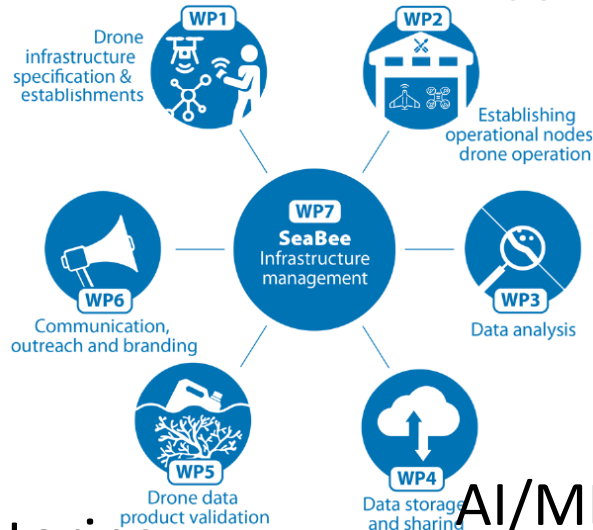 WP1
Drone
infrastructure
specification &
establishments
WP2
Establishing
operational nodes
drone operation
WP7
SeaBee
Infrastructure
management
WP3
Data analysis
WP6
Communication,
outreach and branding
WP5
Drone data
product validation
WP4
Data storage
and sharing